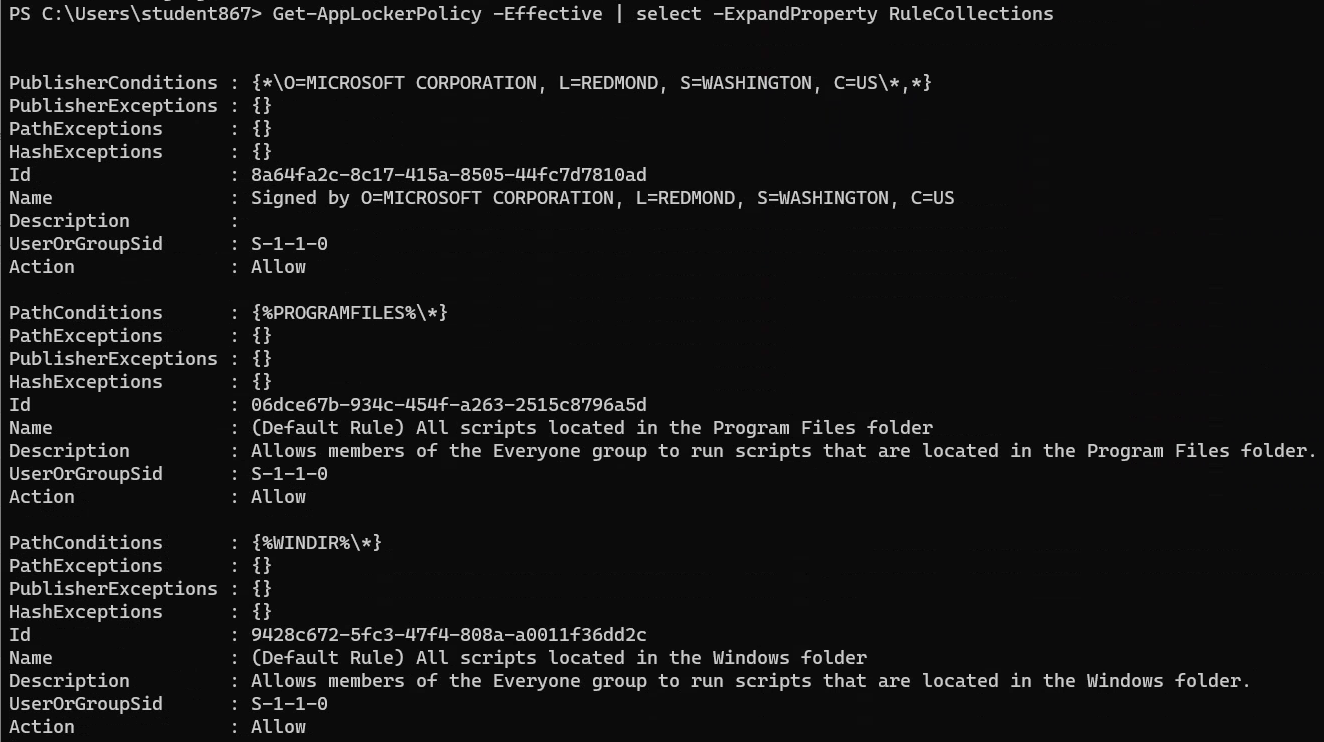 PS C:\Users\student867> Get-AppLockerPolicy -Effective | select -ExpandProperty RuleCollections
PublisherConditions : {*\O=MICROSOFT CORPORATION, L=REDMOND, S=WASHINGTON, C=US\*,*}
PublisherExceptions : {}
PathExceptions      : {}
HashExceptions      : {}
Id                  : 8a64fa2c-8c17-415a-8505-44fc7d7810ad
Name                : Signed by O=MICROSOFT CORPORATION, L=REDMOND, S=WASHINGTON, C=US
Description         :
UserOrGroupSid      : S-1-1-0
Action              : Allow
PathConditions      : {%PROGRAMFILES%\*}
PathExceptions      : {}
PublisherExceptions : {}
HashExceptions      : {}
Id                  : 06dce67b-934c-454f-a263-2515c8796a5d
Name                : (Default Rule) All scripts located in the Program Files folder
Description         : Allows members of the Everyone group to run scripts that are located in the Program Files folder.
UserOrGroupSid      : S-1-1-0
Action              : Allow
PathConditions      : {%WINDIR%\*}
PathExceptions      : {}
PublisherExceptions : {}
HashExceptions      : {}
Id                  : 9428c672-5fc3-47f4-808a-a0011f36dd2c
Name                : (Default Rule) All scripts located in the Windows folder
Description         : Allows members of the Everyone group to run scripts that are located in the Windows folder.
UserOrGroupSid      : S-1-1-0
Action              : Allow